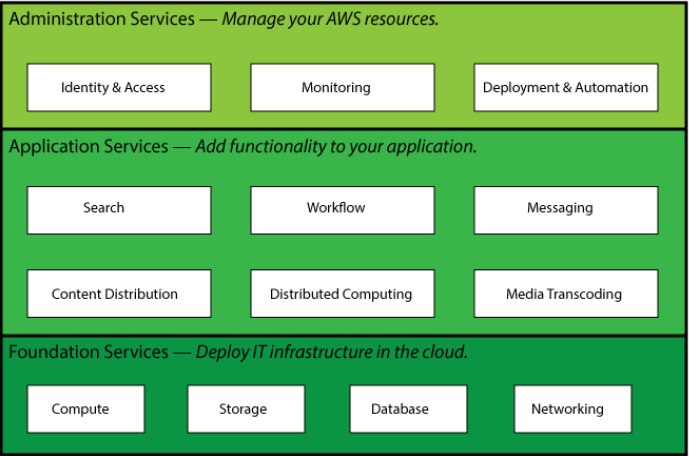 Administration Services — Manage your AWS resources.
Identity & Access
Monitoring
Deployment & Automation
Application Services — Add functionality to your application.
Search
Workflow
Messaging
Content Distribution
Distributed Computing
Media Transcoding
Foundation Services — Deploy IT infrastructure in the cloud.
Compute
Storage
Database
Networking